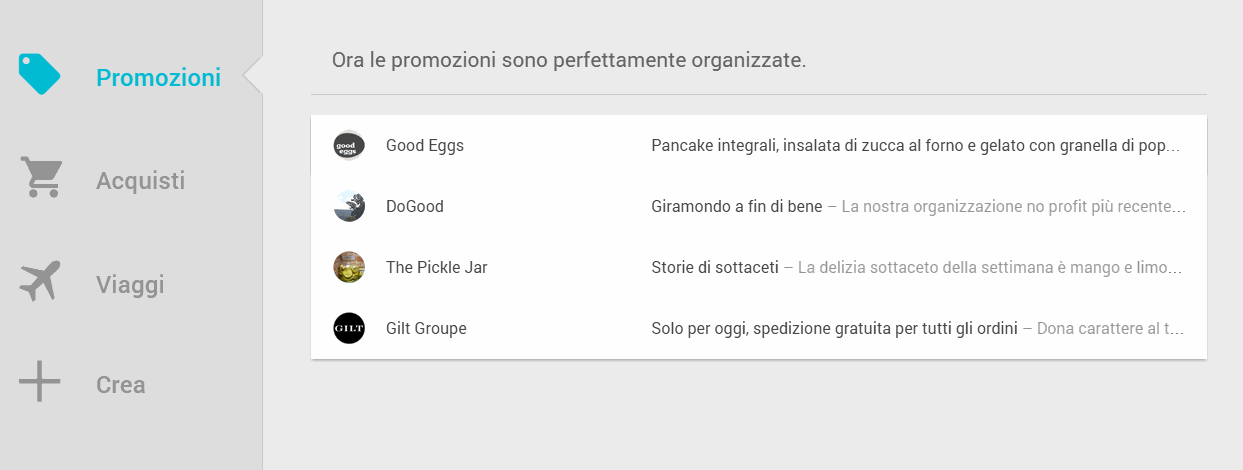 Promozioni
Acquisti
Viaggi
Crea
Ora le promozioni sono perfettamente organizzate.
good
eggs
Good Eggs
Pancake integrali, insalata di zucca al forno e gelato con granella di pop...
DoGood
Giramondo a fin di bene – La nostra organizzazione no profit più recente...
The Pickle Jar
Storie di sottaceti – La delizia sottaceto della settimana è mango e limo...
GILT
Gilt Groupe
Solo per oggi, spedizione gratuita per tutti gli ordini – Dona carattere al t...